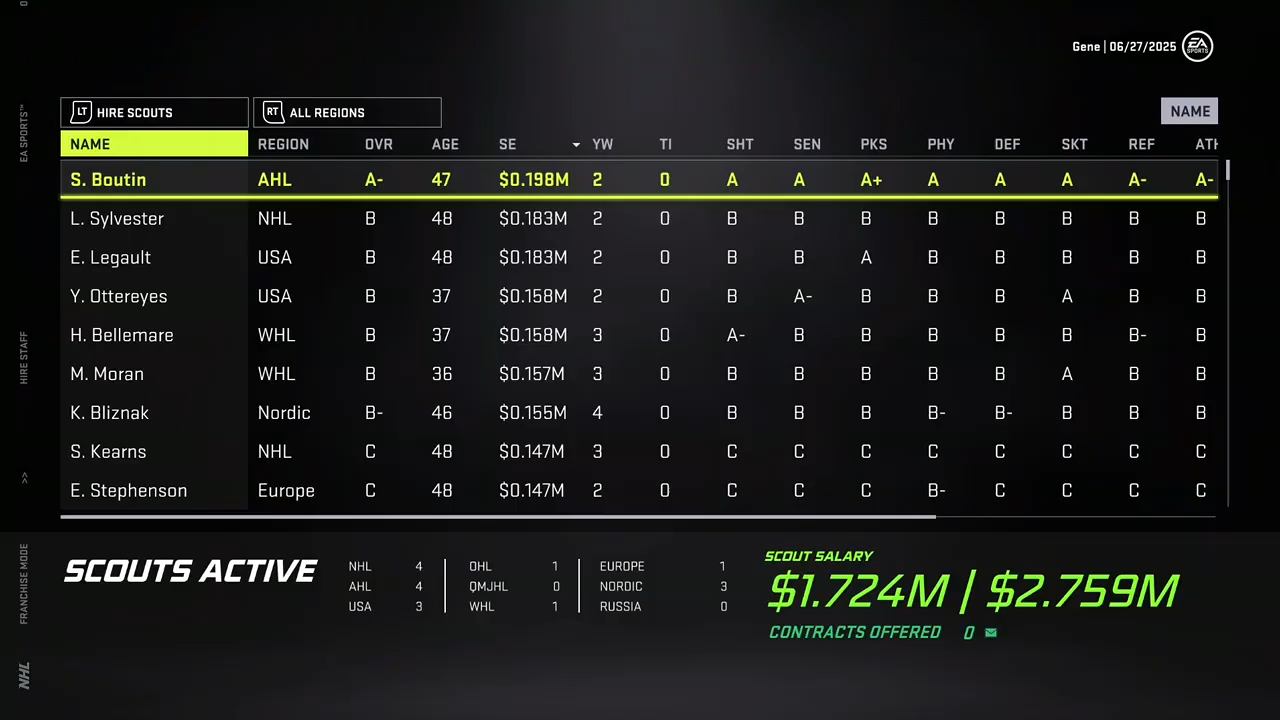 Gene | 06/27/2025 EA SPORTS
LT HIRE SCOUTS RT ALL REGIONS NAME
NAME REGION OVR AGE SE YW TI SHT SEN PKS PHY DEF SKT REF ATH
S. Boutin AHL A- 47 $0.198M 2 0 A A A+ A A A A- A-
L. Sylvester NHL B 48 $0.183M 2 0 B B B B B B B B
E. Legault USA B 48 $0.183M 2 0 B B A B B B B B
Y. Ottereyes USA B 37 $0.158M 2 0 B A- B B B A B B
H. Bellemare WHL B 37 $0.158M 3 0 A- B B B B B B- B
M. Moran WHL B 36 $0.157M 3 0 B B B B B A B B
K. Bliznak Nordic B- 46 $0.155M 4 0 B B B B- B- B B B
S. Kearns NHL C 48 $0.147M 3 0 C C C C C C C C
E. Stephenson Europe C 48 $0.147M 2 0 C C C B- C C C C
SCOUTS ACTIVE
NHL 4 OHL 1 EUROPE 1
AHL 4 QMJHL 0 NORDIC 3
USA 3 WHL 1 RUSSIA 0
SCOUT SALARY
$1.724M | $2.759M
CONTRACTS OFFERED 0
NHL FRANCHISE MODE >> HIRE STAFF EA SPORTS™